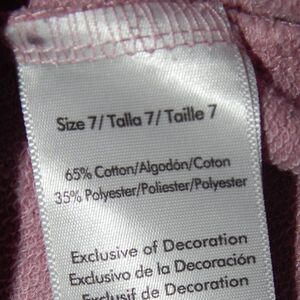 Size 7/ Talla 7/ Taille 7
65% Cotton/Algodón/Coton
35% Polyester/Poliester/Polyester
Exclusive of Decoration
Exclusivo de la Decoración
Exclusif de Decoration